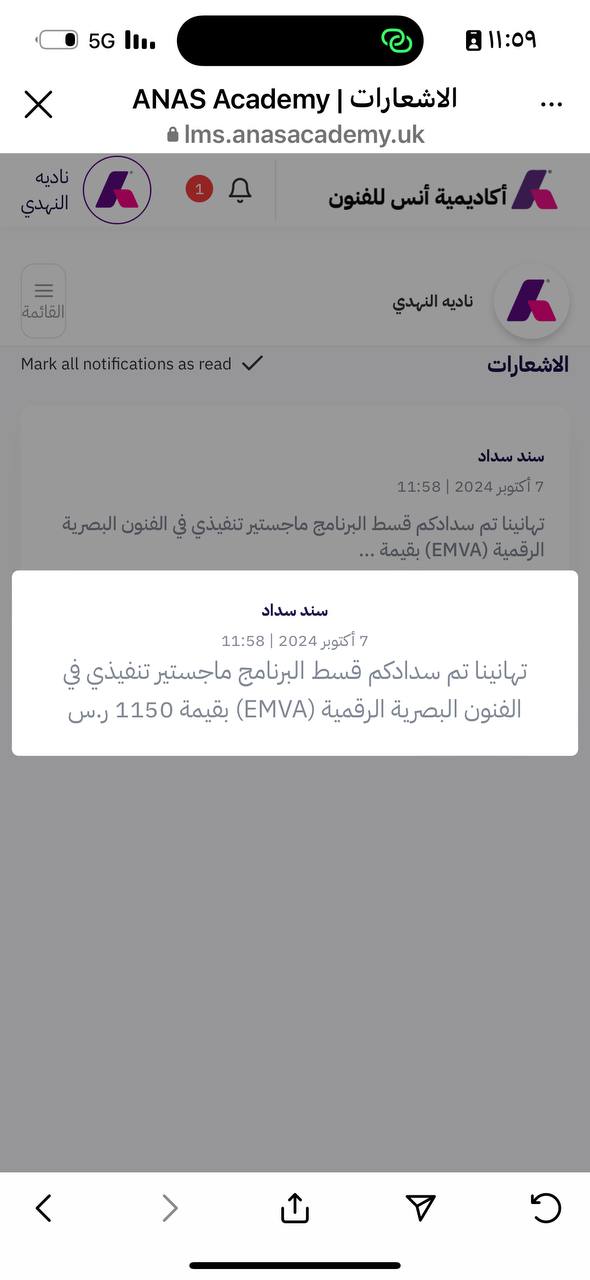 5G
١١:٥٩
ANAS Academy | الاشعارات
lms.anasacademy.uk
أكاديمية أنس للفنون
1
ناديه
النهدي
ناديه النهدي
القائمة
الاشعارات
Mark all notifications as read
سند سداد
7 أكتوبر 2024 | 11:58
تهانينا تم سدادكم قسط البرنامج ماجستير تنفيذي في الفنون البصرية
الرقمية (EMVA) بقيمة ...
سند سداد
7 أكتوبر 2024 | 11:58
تهانينا تم سدادكم قسط البرنامج ماجستير تنفيذي في
الفنون البصرية الرقمية (EMVA) بقيمة 1150 ر.س